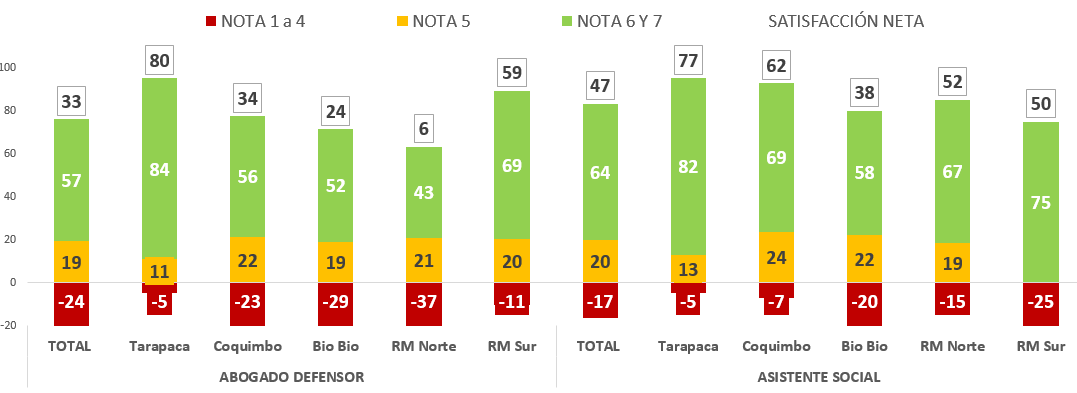 NOTA 1 a 4 NOTA 5 NOTA 6 Y 7 SATISFACCIÓN NETA
80 77
59 62
100 33 34 47 52
24 38 50
80 6
60 57 84 56 52 43 69 64 82 69 58 67 75
40
20 19 11 22 19 21 20 20 13 24 22 19
0
-24 -5 -23 -29 -37 -11 -17 -5 -7 -20 -15 -25
-20
TOTAL Tarapaca Coquimbo Bio Bio RM Norte RM Sur TOTAL Tarapaca Coquimbo Bio Bio RM Norte RM Sur
ABOGADO DEFENSOR ASISTENTE SOCIAL